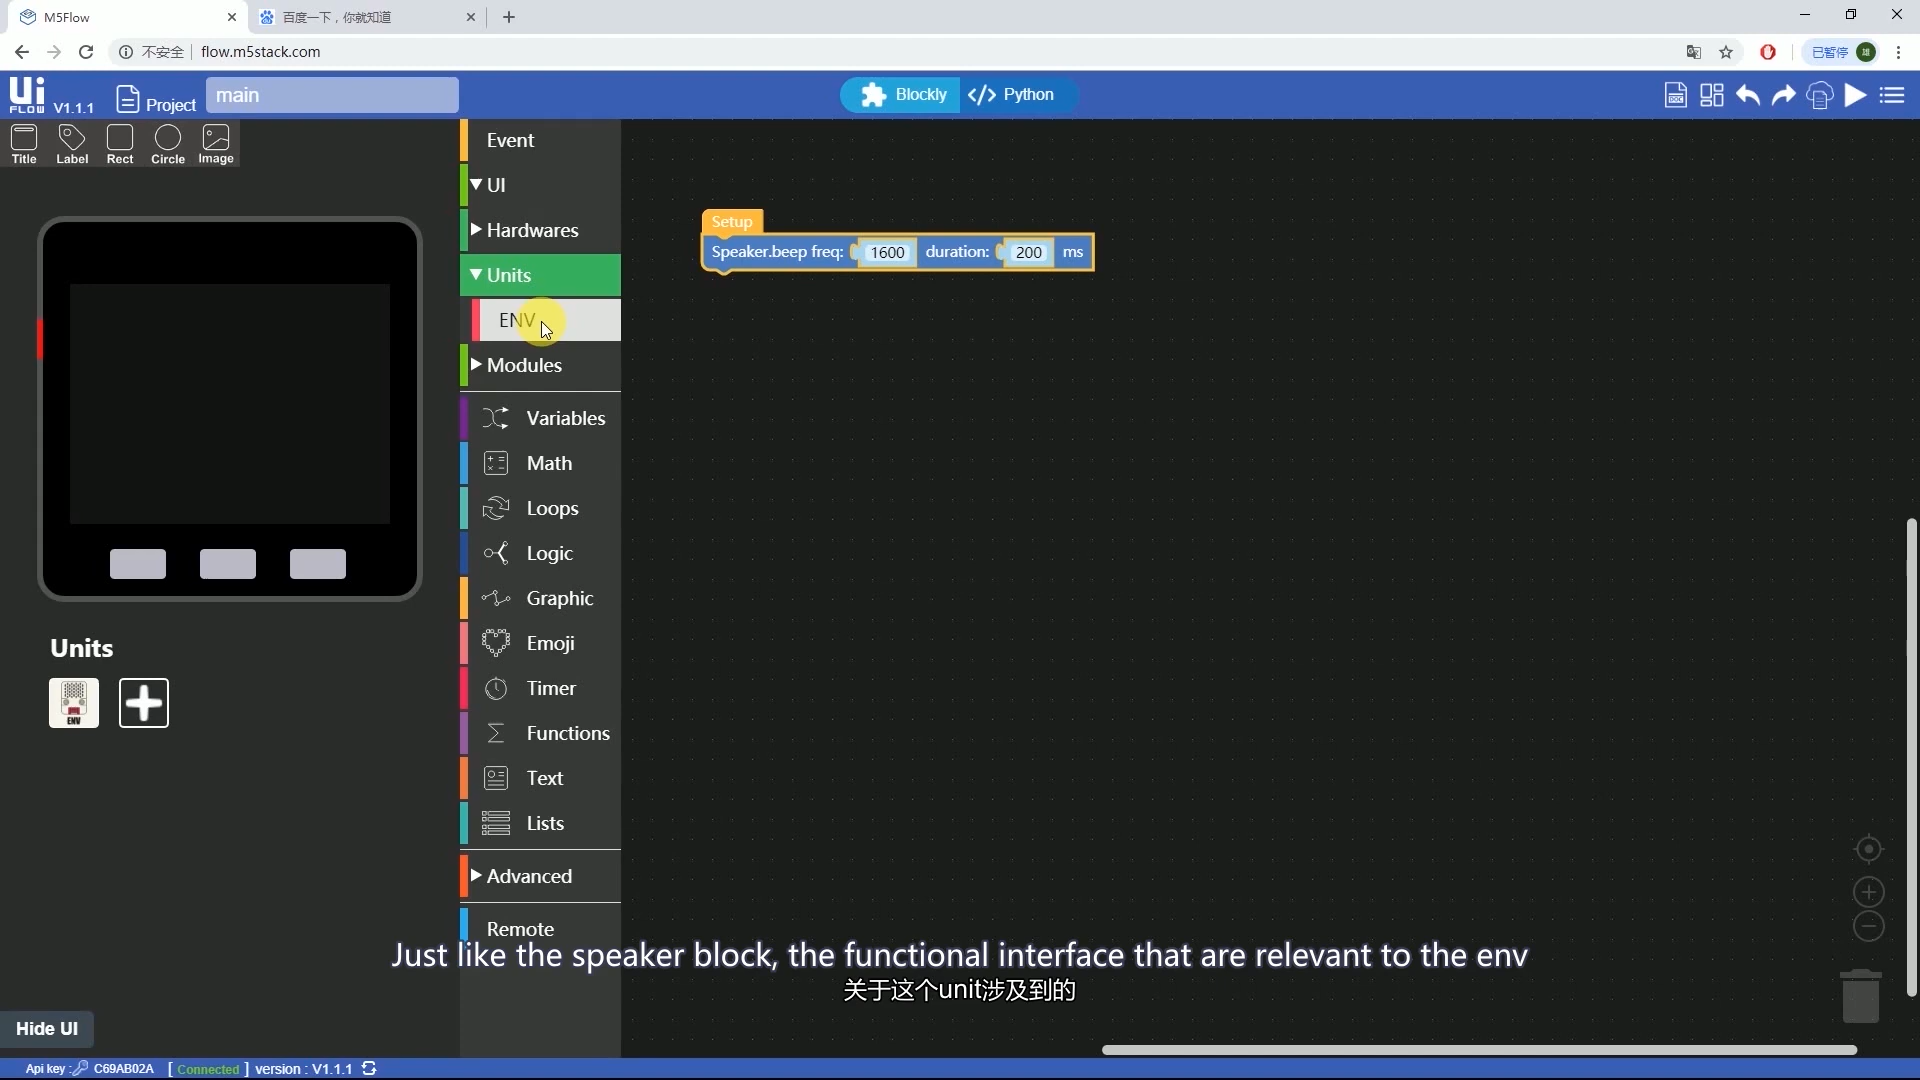 M5Flow
百度一下，你就知道
不安全
flow.m5stack.com
已暂停
雄
Ui FLOW V1.1.1
Project
main
Blockly
Python
DOC
Title
Label
Rect
Circle
Image
Event
UI
Hardwares
Units
ENV
Modules
Variables
Math
Loops
Logic
Graphic
Emoji
Timer
Functions
Text
Lists
Advanced
Remote
Setup
Speaker.beep freq: 1600 duration: 200 ms
Units
ENV
Just like the speaker block, the functional interface that are relevant to the env
关于这个unit涉及到的
Hide UI
Api key : C69AB02A [ Connected ] version : V1.1.1